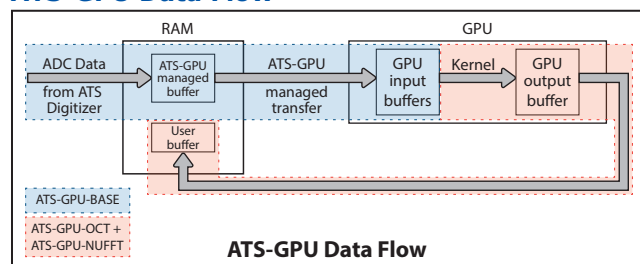 RAM
GPU
ADC Data
from ATS
Digitizer
ATS-GPU
managed
buffer
ATS-GPU
managed
transfer
GPU
input
buffers
Kernel
GPU
output
buffer
User
buffer
ATS-GPU-BASE
ATS-GPU-OCT +
ATS-GPU-NUFFT
ATS-GPU Data Flow